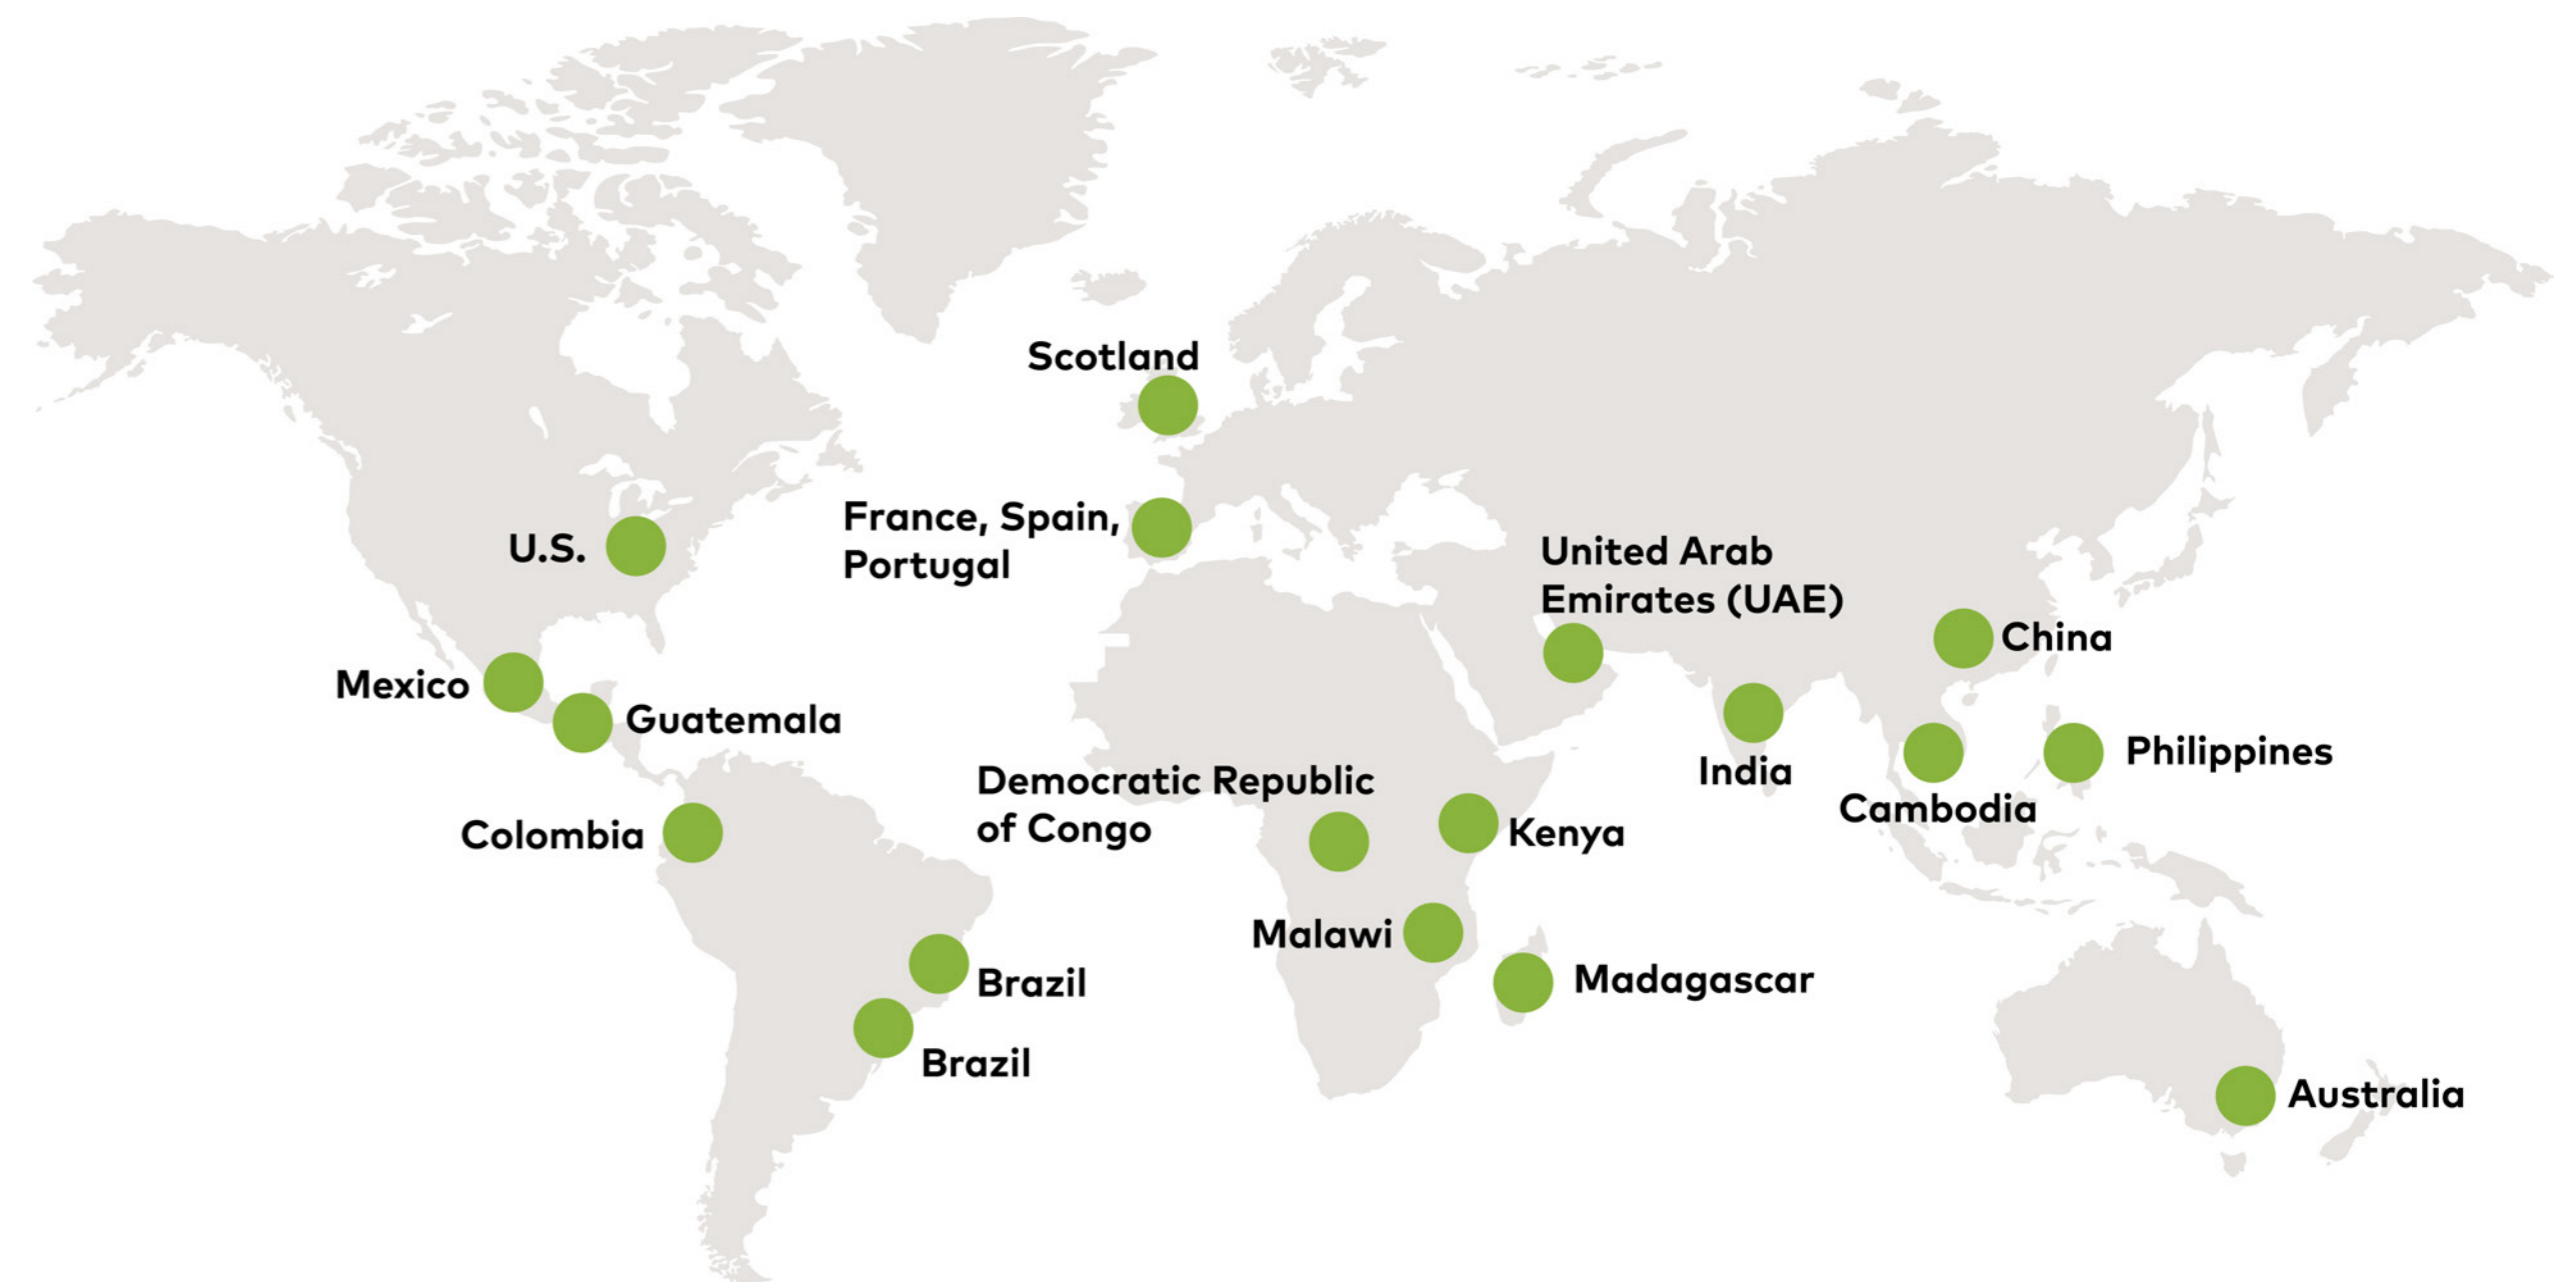 Scotland
France, Spain,
Portugal
U.S.
United Arab
Emirates (UAE)
China
Mexico
Guatemala
Philippines
India
Democratic Republic
of Congo
Cambodia
Colombia
Kenya
Malawi
Madagascar
Brazil
Brazil
Australia